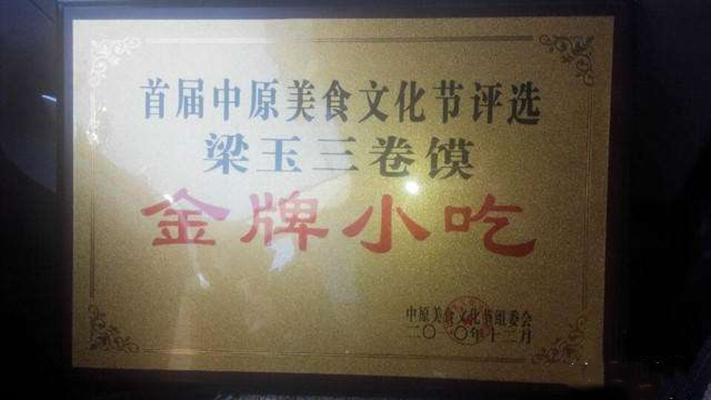 首届中原美食文化节评选
梁玉三卷馍
金牌小吃
中原美食文化节组委会
二〇一〇年十二月